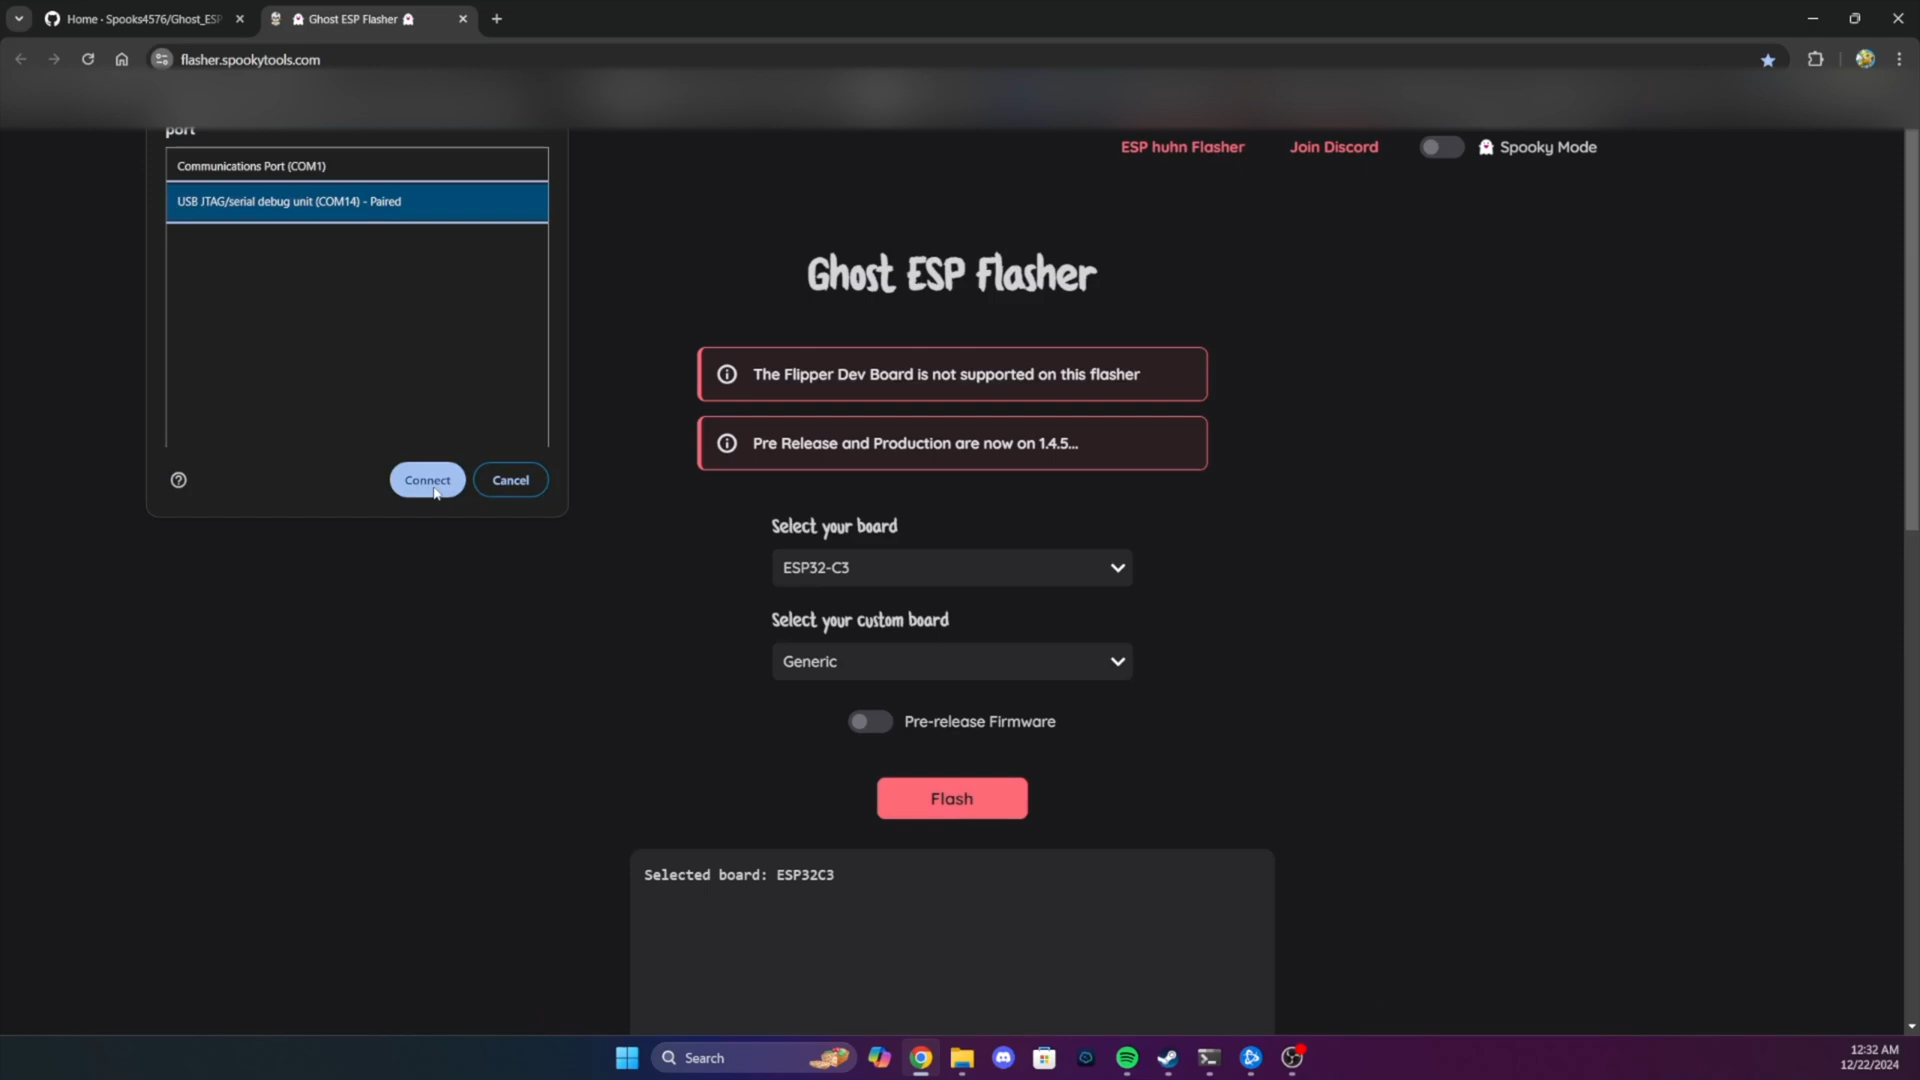 Home · Spooks4576/Ghost_ESP
Ghost ESP Flasher
flasher.spookytools.com
port
Communications Port (COM1)
USB JTAG/serial debug unit (COM14) - Paired
Connect
Cancel
ESP huhn Flasher
Join Discord
Spooky Mode
Ghost ESP Flasher
The Flipper Dev Board is not supported on this flasher
Pre Release and Production are now on 1.4.5...
Select your board
ESP32-C3
Select your custom board
Generic
Pre-release Firmware
Flash
Selected board: ESP32C3
Search
12:32 AM
12/22/2024